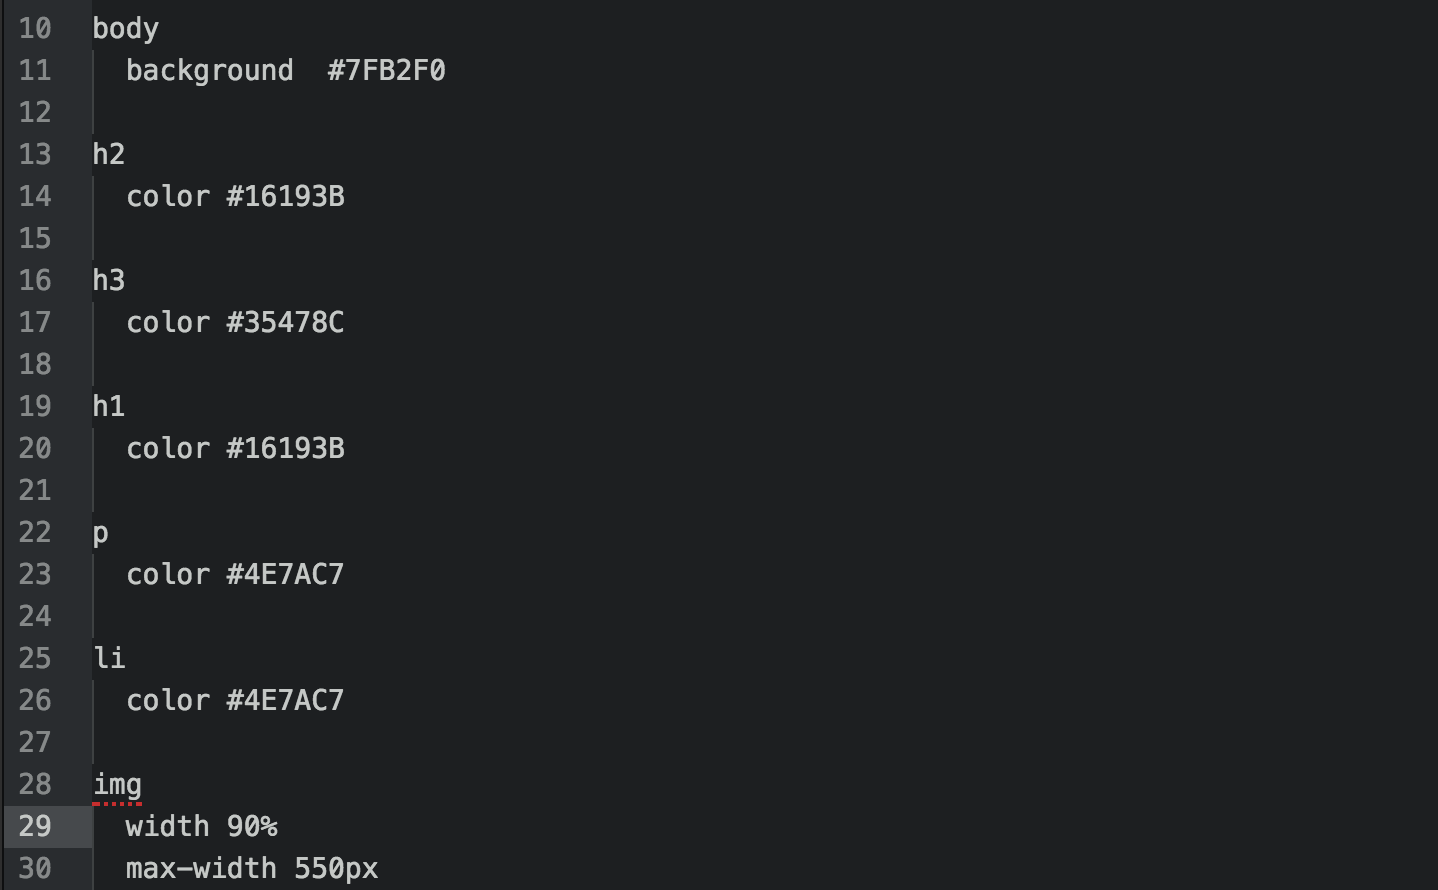 10 body
11 background  #7FB2F0
12
13 h2
14 color #16193B
15
16 h3
17 color #35478C
18
19 h1
20 color #16193B
21
22 p
23 color #4E7AC7
24
25 li
26 color #4E7AC7
27
28 img
29 width 90%
30 max-width 550px